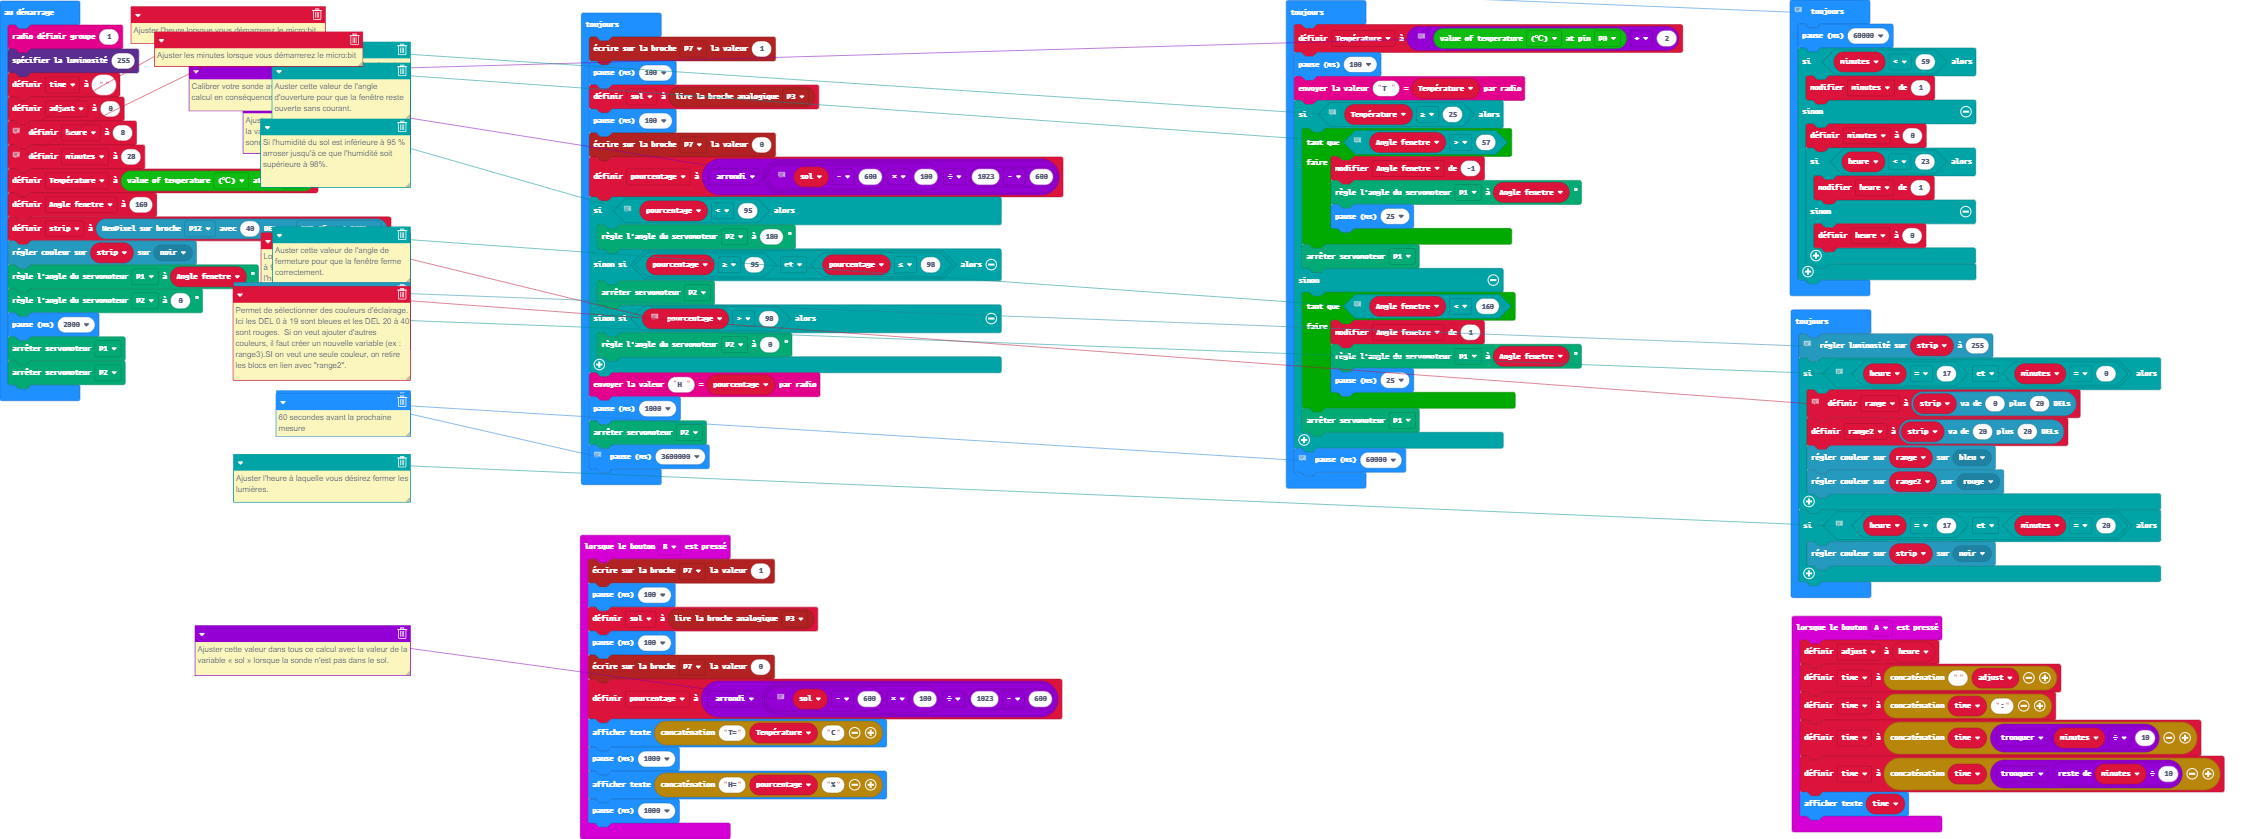 au démarrage
radio définir groupe 1
spécifier la luminosité 255
définir time à " "
définir adjust à 0
définir heure à 8
définir minutes à 28
définir Température à value of temperature (℃) at
définir Angle fenetre à 160
définir strip à NeoPixel sur broche P12 avec 40
régler couleur sur strip sur noir
règle l'angle du servomoteur P1 à Angle fenetre °
règle l'angle du servomoteur P2 à 0 °
pause (ms) 2000
arrêter servomoteur P1
arrêter servomoteur P2
Ajuster l'heure lorsque vous démarrerez le micro:bit
Ajuster les minutes lorsque vous démarrerez le micro:bit
Calibrer votre sonde a
calcul en conséquence
Auster cette valeur de l'angle
d'ouverture pour que la fenêtre reste
ouverte sans courant.
Ajus
la va
sond
Si l'humidité du sol est inférieure à 95 %
arroser jusqu'à ce que l'humidité soit
supérieure à 98%.
Auster cette valeur de l'angle de
fermeture pour que la fenêtre ferme
correctement.
Permet de sélectionner des couleurs d'éclairage.
Ici les DEL 0 à 19 sont bleues et les DEL 20 à 40
sont rouges. Si on veut ajouter d'autres
couleurs, il faut créer un nouvelle variable (ex :
range3).SI on veut une seule couleur, on retire
les blocs en lien avec "range2".
60 secondes avant la prochaine
mesure
Ajuster l'heure à laquelle vous désirez fermer les
lumières.
Ajuster cette valeur dans tous ce calcul avec la valeur de la
variable « sol » lorsque la sonde n'est pas dans le sol.
toujours
écrire sur la broche P7 la valeur 1
pause (ms) 100
définir sol à lire la broche analogique P3
pause (ms) 100
écrire sur la broche P7 la valeur 0
définir pourcentage à arrondi sol - 600 × 100 ÷ 1023 - 600
si pourcentage < 95 alors
règle l'angle du servomoteur P2 à 180 °
sinon si pourcentage ≥ 95 et pourcentage ≤ 98 alors
arrêter servomoteur P2
sinon si pourcentage > 98 alors
règle l'angle du servomoteur P2 à 0 °
envoyer la valeur "H " = pourcentage par radio
pause (ms) 1000
arrêter servomoteur P2
pause (ms) 3600000
lorsque le bouton B est pressé
écrire sur la broche P7 la valeur 1
pause (ms) 100
définir sol à lire la broche analogique P3
pause (ms) 100
écrire sur la broche P7 la valeur 0
définir pourcentage à arrondi sol - 600 × 100 ÷ 1023 - 600
afficher texte concaténation "T=" Température "C"
pause (ms) 1000
afficher texte concaténation "H=" pourcentage "%"
pause (ms) 1000
toujours
définir Température à value of temperature (℃) at pin P0 - 2
pause (ms) 100
envoyer la valeur "T " = Température par radio
si Température ≥ 25 alors
tant que Angle fenetre > 57
faire modifier Angle fenetre de -1
règle l'angle du servomoteur P1 à Angle fenetre °
pause (ms) 25
arrêter servomoteur P1
sinon
tant que Angle fenetre < 160
faire modifier Angle fenetre de 1
règle l'angle du servomoteur P1 à Angle fenetre °
pause (ms) 25
arrêter servomoteur P1
pause (ms) 60000
toujours
pause (ms) 60000
si minutes < 59 alors
modifier minutes de 1
sinon
définir minutes à 0
si heure < 23 alors
modifier heure de 1
sinon
définir heure à 0
toujours
régler luminosité sur strip à 255
si heure = 17 et minutes = 0 alors
définir range à strip va de 0 plus 20 DELs
définir range2 à strip va de 20 plus 20 DELs
régler couleur sur range sur bleu
régler couleur sur range2 sur rouge
si heure = 17 et minutes = 20 alors
régler couleur sur strip sur noir
lorsque le bouton A est pressé
définir adjust à heure
définir time à concaténation "" adjust
définir time à concaténation time ":"
définir time à concaténation time tronquer minutes ÷ 10
définir time à concaténation time tronquer reste de minutes ÷ 10
afficher texte time